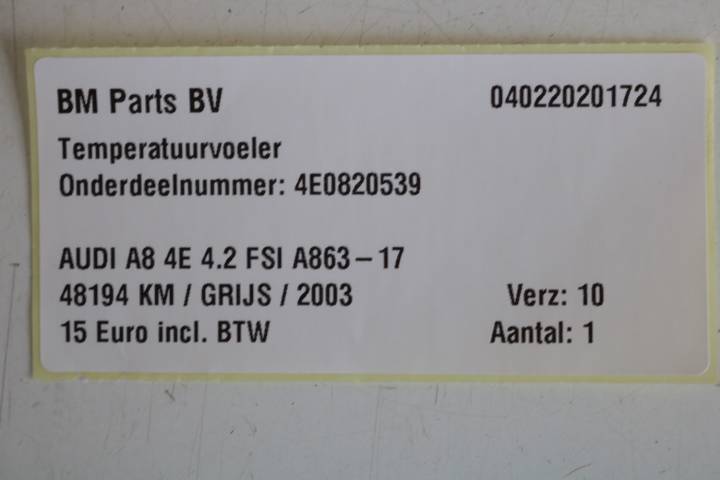 BM Parts BV 040220201724
Temperatuurvoeler
Onderdeelnummer: 4E0820539
AUDI A8 4E 4.2 FSI A863-17
48194 KM / GRIJS / 2003 Verz: 10
15 Euro incl. BTW Aantal: 1